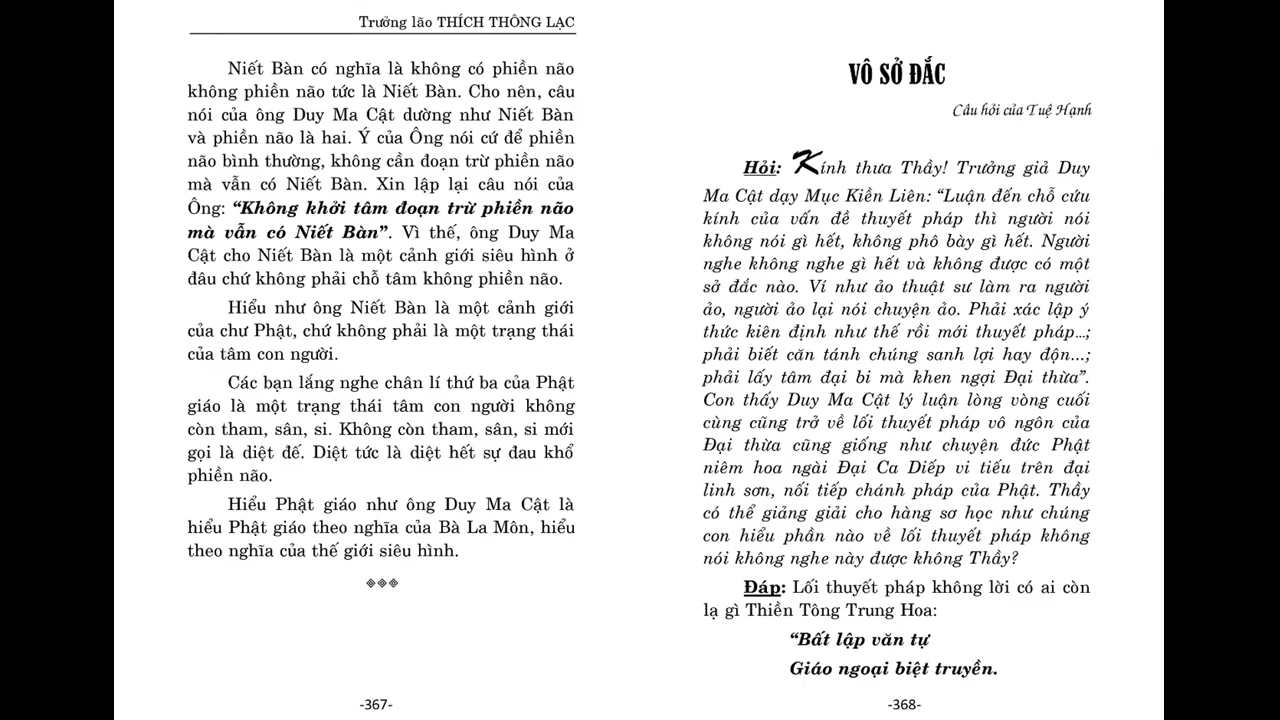 Trưởng lão THÍCH THÔNG LẠC
Niết Bàn có nghĩa là không có phiền não
không phiền não tức là Niết Bàn. Cho nên, câu
nói của ông Duy Ma Cật dường như Niết Bàn
và phiền não là hai. Ý của Ông nói cứ để phiền
não bình thường, không cần đoạn trừ phiền não
mà vẫn có Niết Bàn. Xin lập lại câu nói của
Ông: “Không khởi tâm đoạn trừ phiền não
mà vẫn có Niết Bàn”. Vì thế, ông Duy Ma
Cật cho Niết Bàn là một cảnh giới siêu hình ở
đâu chứ không phải chỗ tâm không phiền não.
Hiểu như ông Niết Bàn là một cảnh giới
của chư Phật, chứ không phải là một trạng thái
của tâm con người.
Các bạn lắng nghe chân lí thứ ba của Phật
giáo là một trạng thái tâm con người không
còn tham, sân, si. Không còn tham, sân, si mới
gọi là diệt đế. Diệt tức là diệt hết sự đau khổ
phiền não.
Hiểu Phật giáo như ông Duy Ma Cật là
hiểu Phật giáo theo nghĩa của Bà La Môn, hiểu
theo nghĩa của thế giới siêu hình.
-367-
VÔ SỞ ĐẮC
Câu hỏi của Tuệ Hạnh
Hỏi: Kính thưa Thầy! Trưởng giả Duy
Ma Cật dạy Mục Kiền Liên: “Luận đến chỗ cứu
kính của vấn đề thuyết pháp thì người nói
không nói gì hết, không phô bày gì hết. Người
nghe không nghe gì hết và không được có một
sở đắc nào. Ví như ảo thuật sư làm ra người
ảo, người ảo lại nói chuyện ảo. Phải xác lập ý
thức kiên định như thế rồi mới thuyết pháp...;
phải biết căn tánh chúng sanh lợi hay độn...;
phải lấy tâm đại bi mà khen ngợi Đại thừa”.
Con thấy Duy Ma Cật lý luận lòng vòng cuối
cùng cũng trở về lối thuyết pháp vô ngôn của
Đại thừa cũng giống như chuyện đức Phật
niêm hoa ngài Đại Ca Diếp vi tiếu trên đại
linh sơn, nối tiếp chánh pháp của Phật. Thầy
có thể giảng giải cho hàng sơ học như chúng
con hiểu phần nào về lối thuyết pháp không
nói không nghe này được không Thầy?
Đáp: Lối thuyết pháp không lời có ai còn
lạ gì Thiền Tông Trung Hoa:
“Bất lập văn tự
Giáo ngoại biệt truyền.
-368-